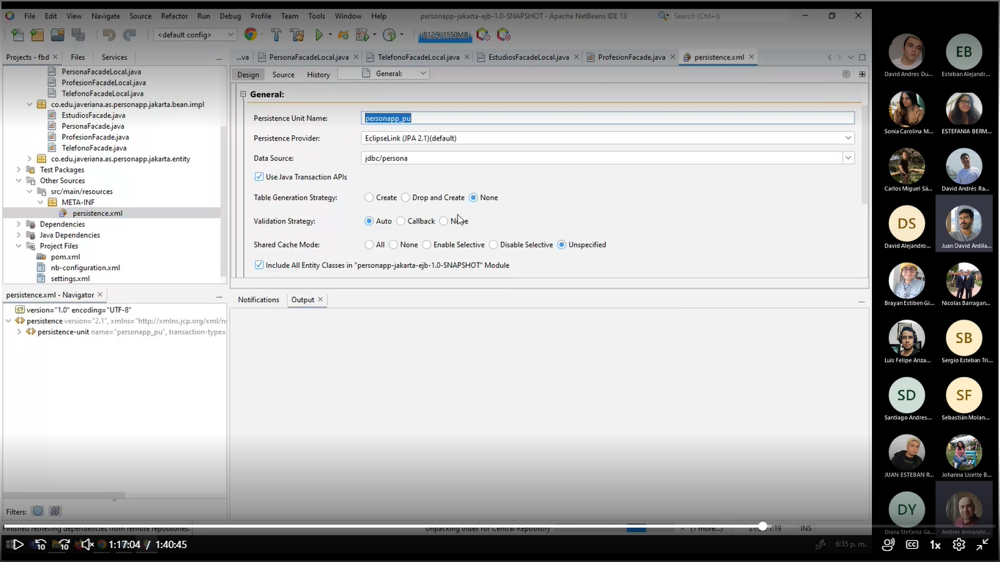 File Edit View Navigate Source Refactor Run Debug Profile Team Tools Window Help
personapp-jakarta-ejb-1.0-SNAPSHOT - Apache NetBeans IDE 13
Search (Ctrl+I)
<default config>
812,9/1550MB
Projects - fbd
Files
Services
...va
PersonaFacadeLocal.java
TelefonoFacadeLocal.java
EstudiosFacadeLocal.java
ProfesionFacade.java
persistence.xml
Design
Source
History
General:
PersonaFacadeLocal.java
ProfesionFacadeLocal.java
TelefonoFacadeLocal.java
co.edu.javeriana.as.personapp.jakarta.bean.impl
EstudiosFacade.java
PersonaFacade.java
ProfesionFacade.java
TelefonoFacade.java
co.edu.javeriana.as.personapp.jakarta.entity
Test Packages
Other Sources
src/main/resources
META-INF
persistence.xml
Dependencies
Java Dependencies
Project Files
pom.xml
nb-configuration.xml
settings.xml
General:
Persistence Unit Name:
personapp_pu
Persistence Provider:
EclipseLink (JPA 2.1)(default)
Data Source:
jdbc/persona
Use Java Transaction APIs
Table Generation Strategy:
Create
Drop and Create
None
Validation Strategy:
Auto
Callback
None
Shared Cache Mode:
All
None
Enable Selective
Disable Selective
Unspecified
Include All Entity Classes in "personapp-jakarta-ejb-1.0-SNAPSHOT" Module
persistence.xml - Navigator
version="1.0" encoding="UTF-8"
persistence version="2.1", xmlns="http://xmlns.jcp.org/xml/ns
persistence-unit name="personapp_pu", transaction-type=
Notifications
Output
Filters:
Finished retrieving dependencies from remote repositories.
Unpacking index for Central Repository
(1 more...)
INS
1:17:04 / 1:40:45
10
10
6:35 p. m.
1x
David Andres Du...
EB
Esteban Alejandr...
Sonia Carolina M...
ESTEFANIA BERM...
Carlos Miguel Sá...
David Andrés Ra...
DS
David Alejandro...
Juan David Ardila...
Brayan Estiben Gi...
Nicolas Barragan...
Luis Felipe Ariza...
SB
Sergio Esteban Tri...
SD
Santiago Andres...
SF
Sebastián Molan...
JUAN ESTEBAN R...
Johanna Lisette B...
DY
Diana Stefania Ga...
Andres Armando...